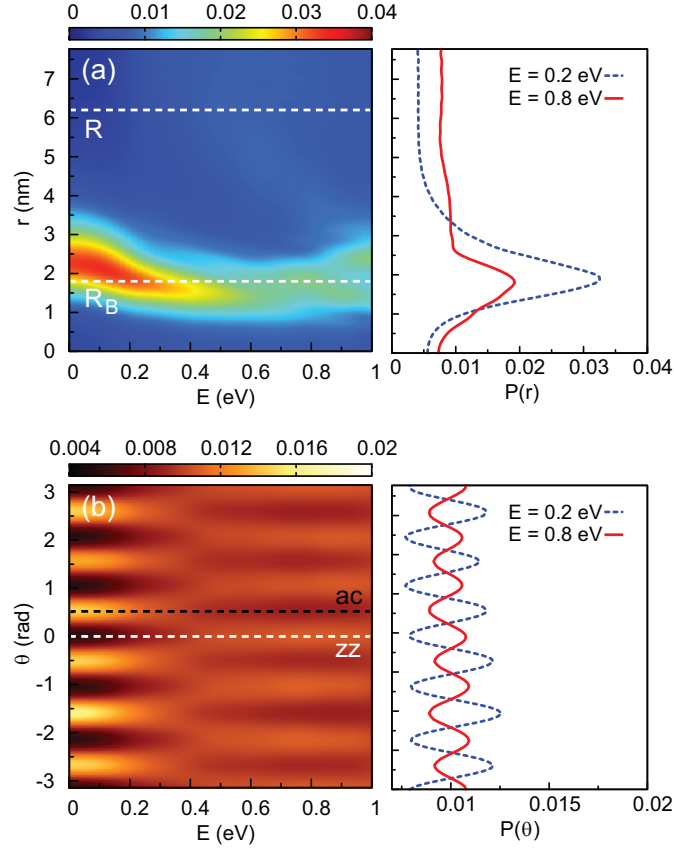 0 0.01 0.02 0.03 0.04
(a)
R
R_B
7
6
5
4
3
2
1
0
r (nm)
0 0.2 0.4 0.6 0.8 1
E (eV)
E = 0.2 eV
E = 0.8 eV
0 0.01 0.02 0.03 0.04
P(r)
0.004 0.008 0.012 0.016 0.02
(b)
ac
zz
3
2
1
0
-1
-2
-3
θ (rad)
0 0.2 0.4 0.6 0.8 1
E (eV)
E = 0.2 eV
E = 0.8 eV
0.01 0.015 0.02
P(θ)